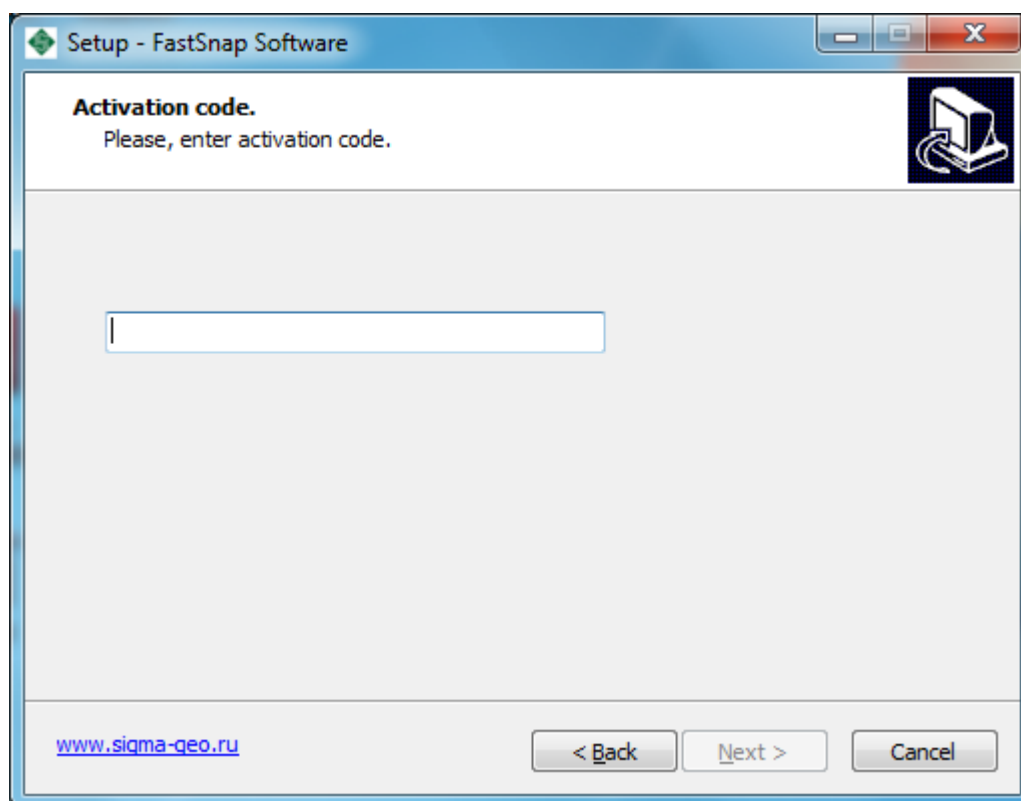 Setup - FastSnap Software
Activation code.
Please, enter activation code.
www.sigma-geo.ru
< Back
Next >
Cancel